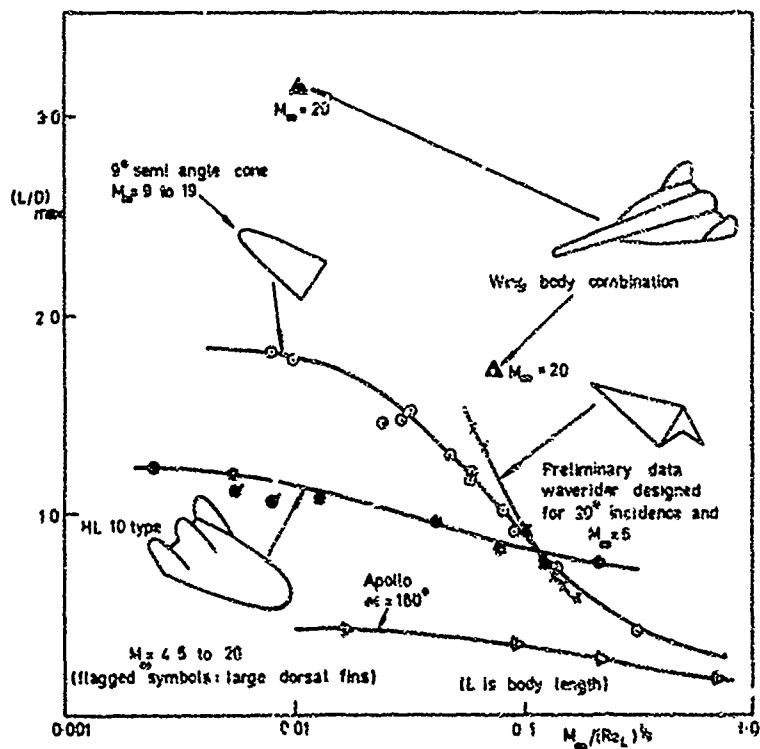 3.0
M∞ = 20
9° semi angle cone
M∞ = 9 to 19
(L/D)
max
Wing body combination
2.0
M∞ = 20
Preliminary data
waverider designed
for 20° incidence and
M∞ = 5
1.0
HL 10 type
Apollo
= 180°
M∞ = 4.5 to 20
(flagged symbols: large dorsal fins)
(L is body length)
0.001
0.01
0.1
1.0
M∞/(Re L)½